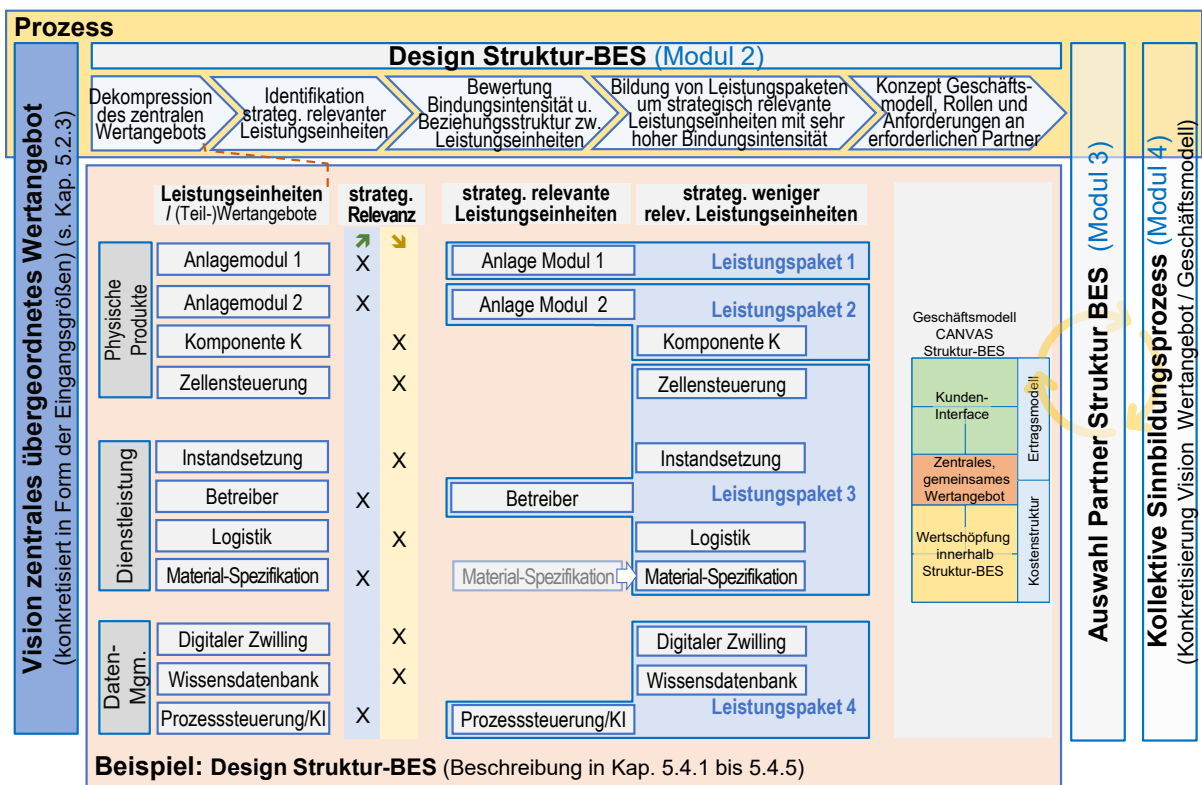 Prozess
Vision zentrales übergeordnetes Wertangebot
(konkretisiert in Form der Eingangsgrößen) (s. Kap. 5.2.3)
Design Struktur-BES (Modul 2)
Dekompression
des zentralen
Wertangebots
Identifikation
strateg. relevanter
Leistungseinheiten
Bewertung
Bindungsintensität u.
Beziehungsstruktur zw.
Leistungseinheiten
Bildung von Leistungspaketen
um strategisch relevante
Leistungseinheiten mit sehr
hoher Bindungsintensität
Konzept Geschäfts-
modell, Rollen und
Anforderungen an
erforderlichen Partner
Leistungseinheiten
/ (Teil-)Wertangebote
strateg.
Relevanz
strateg. relevante
Leistungseinheiten
strateg. weniger
relev. Leistungseinheiten
Physische
Produkte
Anlagemodul 1
X
Anlage Modul 1
Leistungspaket 1
Anlagemodul 2
X
Anlage Modul 2
Leistungspaket 2
Komponente K
X
Komponente K
Zellensteuerung
X
Zellensteuerung
Dienstleistung
Instandsetzung
X
Instandsetzung
Betreiber
X
Betreiber
Leistungspaket 3
Logistik
X
Logistik
Material-Spezifikation
X
Material-Spezifikation
Material-Spezifikation
Daten-
Mgm.
Digitaler Zwilling
X
Digitaler Zwilling
Wissensdatenbank
X
Wissensdatenbank
Prozesssteuerung/KI
X
Prozesssteuerung/KI
Leistungspaket 4
Geschäftsmodell
CANVAS
Struktur-BES
Kunden-
Interface
Zentrales,
gemeinsames
Wertangebot
Wertschöpfung
innerhalb
Struktur-BES
Ertragsmodell
Kostenstruktur
Beispiel: Design Struktur-BES (Beschreibung in Kap. 5.4.1 bis 5.4.5)
Auswahl Partner Struktur BES (Modul 3)
Kollektive Sinnbildungsprozess (Modul 4)
(Konkretisierung Vision Wertangebot / Geschäftsmodell)